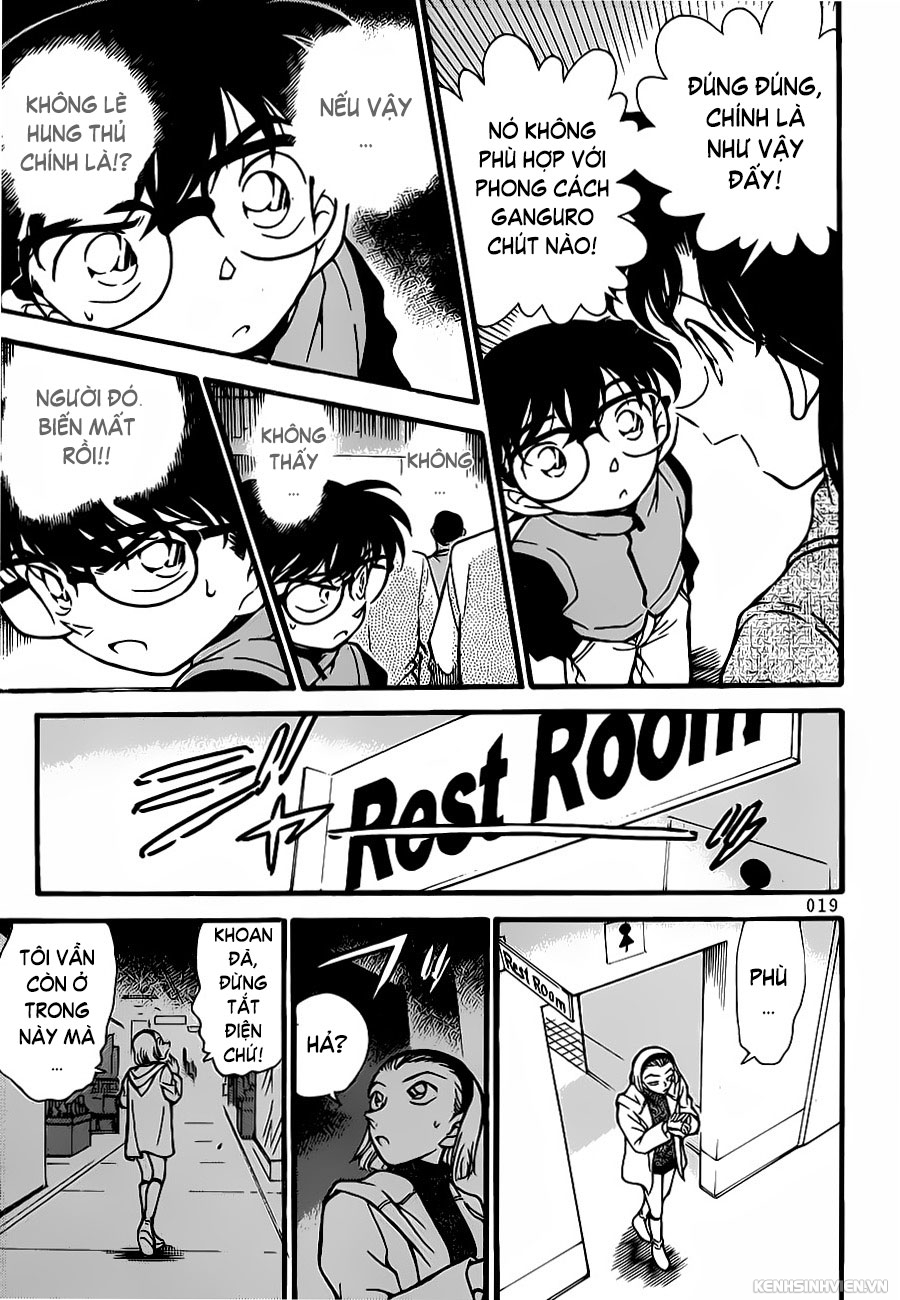 ĐÚNG ĐÚNG,
CHÍNH LÀ
NHƯ VẬY
ĐẤY!
NÓ KHÔNG
PHÙ HỢP VỚI
PHONG CÁCH
GANGURO
CHÚT NÀO!
NẾU VẬY
...
KHÔNG LẼ
HUNG THỦ
CHÍNH LÀ!?
KHÔNG
KHÔNG
THẤY
...
NGƯỜI ĐÓ
BIẾN MẤT
RỒI!!
Rest Room
019
Rest Room
PHÙ
...
HẢ?
KHOAN
ĐÃ, ĐỪNG
TẮT
ĐIỆN
CHỨ!
TÔI VẪN
CÒN Ở
TRONG
NÀY MÀ
...
KENHSINHVIEN.VN